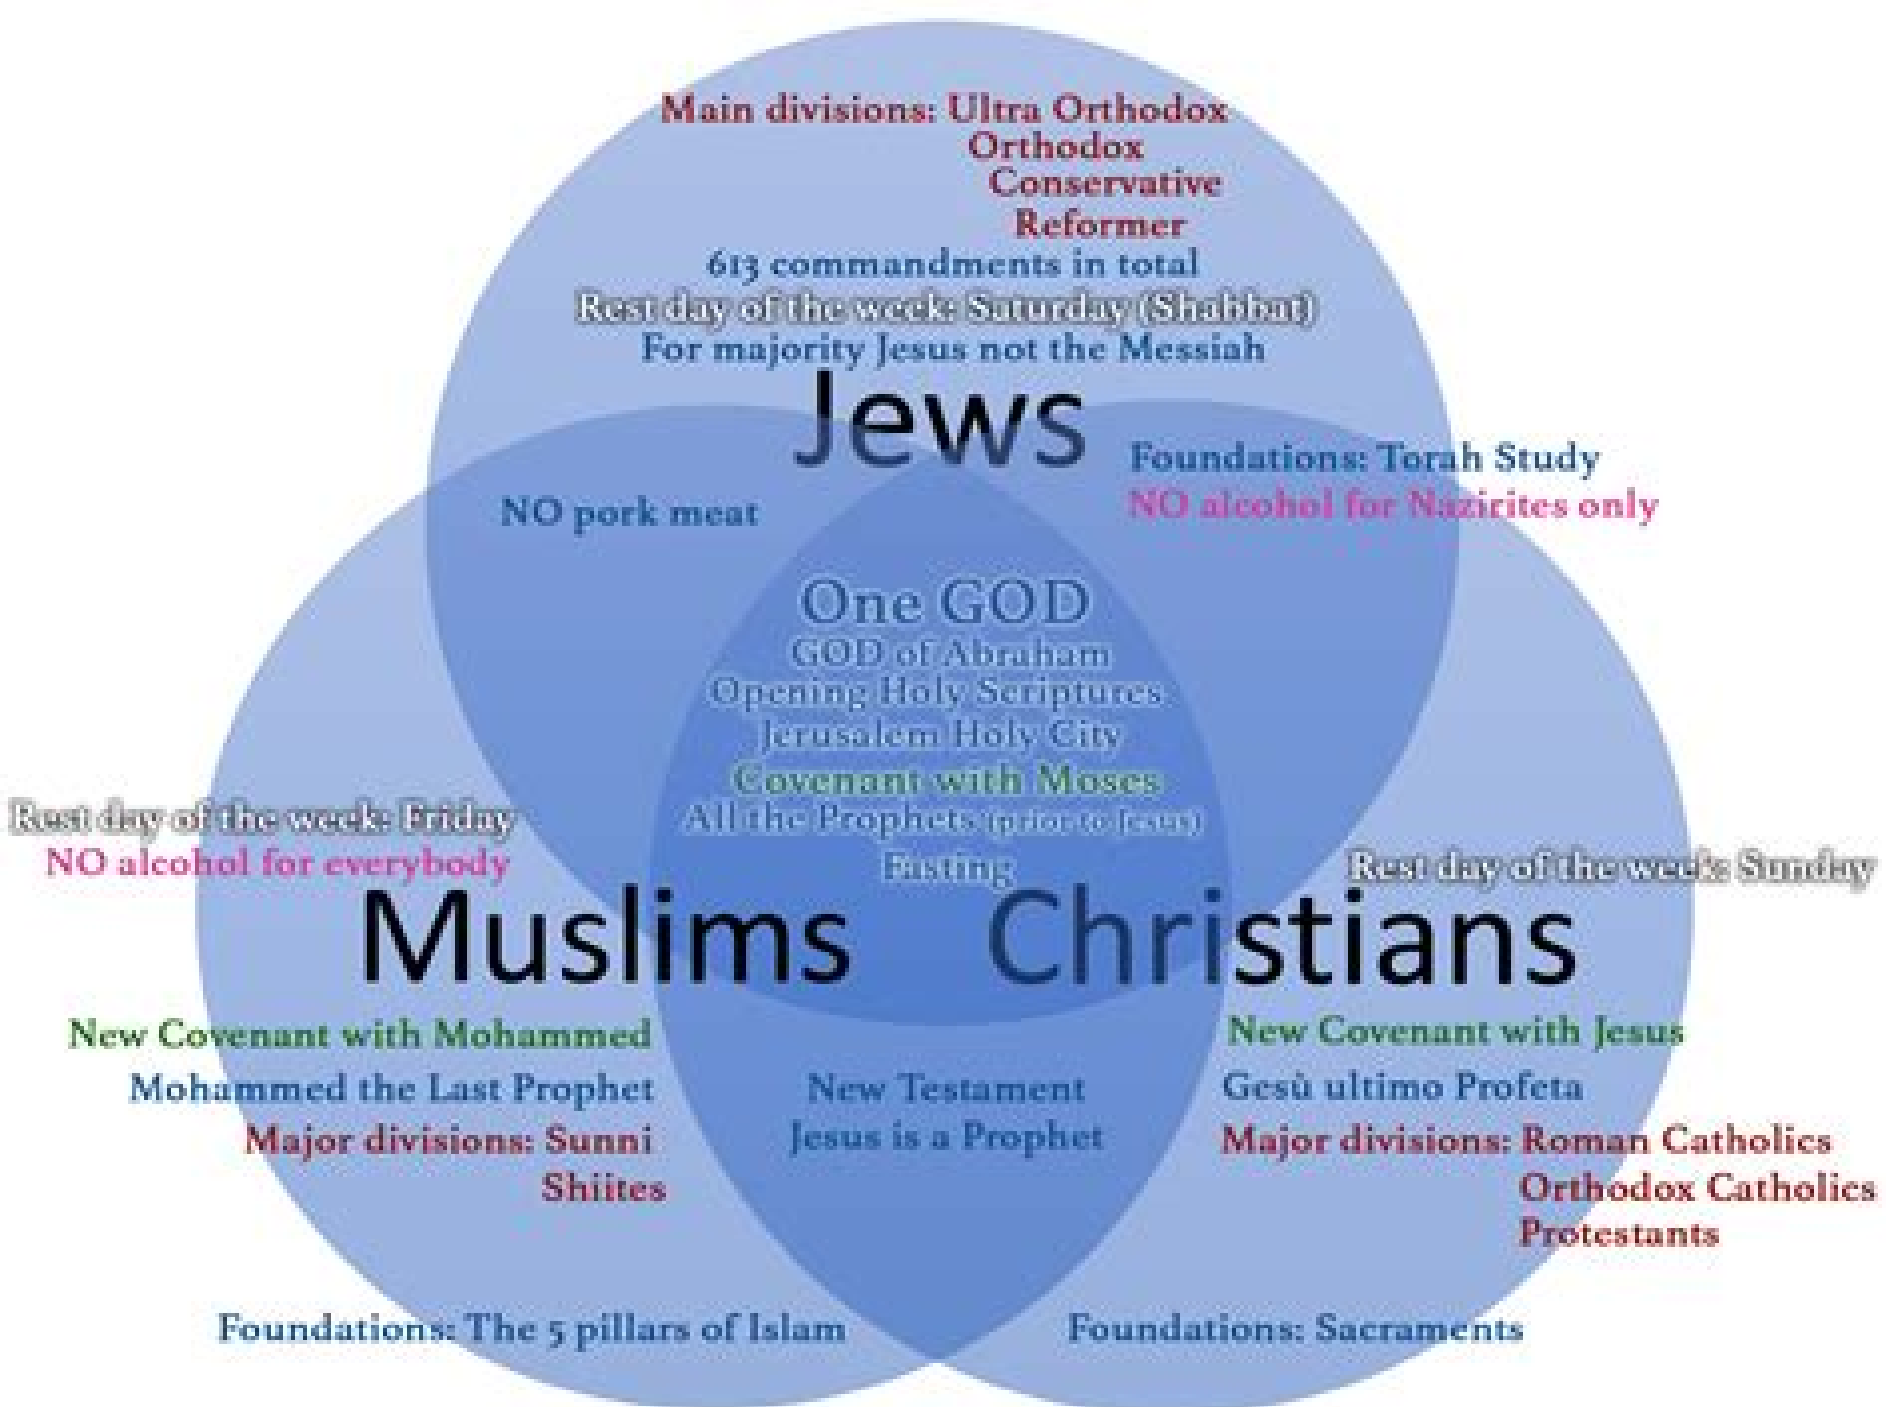 Main divisions: Ultra Orthodox
Orthodox
Conservative
Reformer
613 commandments in total
Rest day of the week: Saturday (Shabbat)
For majority Jesus not the Messiah
Jews
Foundations: Torah Study
NO alcohol for Nazirites only
NO pork meat
One GOD
GOD of Abraham
Opening Holy Scriptures
Jerusalem Holy City
Covenant with Moses
All the Prophets (prior to Jesus)
Fasting
Rest day of the week: Friday
NO alcohol for everybody
Muslims
New Covenant with Mohammed
Mohammed the Last Prophet
Major divisions: Sunni
Shiites
Foundations: The 5 pillars of Islam
New Testament
Jesus is a Prophet
Rest day of the week: Sunday
Christians
New Covenant with Jesus
Gesù ultimo Profeta
Major divisions: Roman Catholics
Orthodox Catholics
Protestants
Foundations: Sacraments